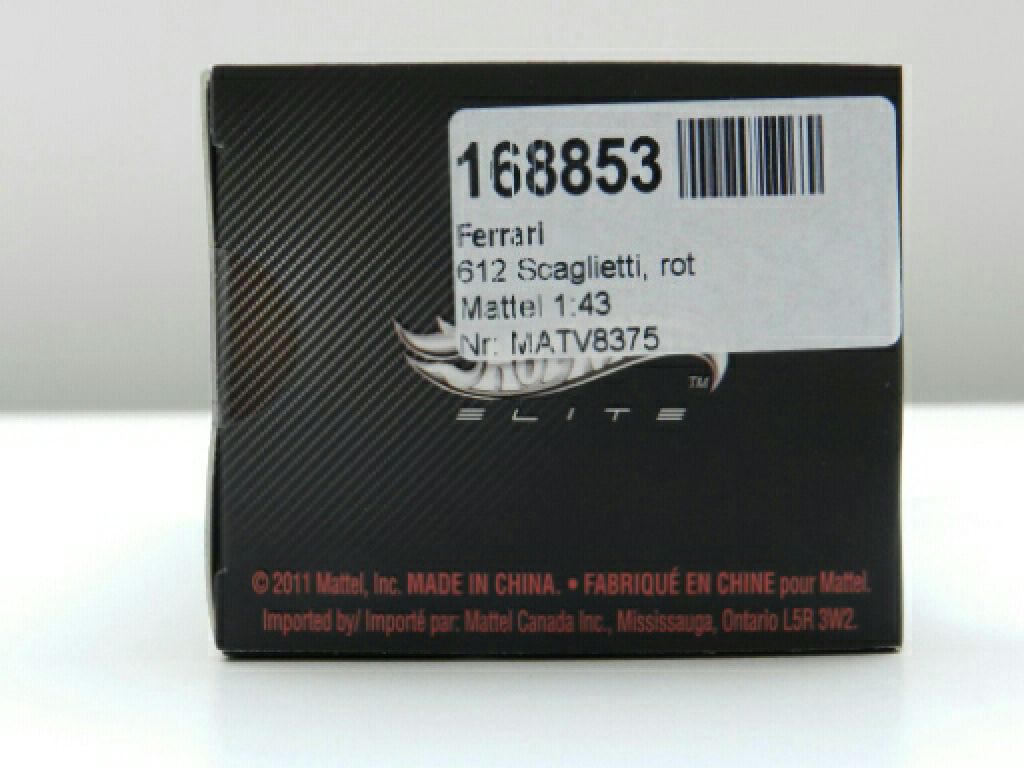 168853
Ferrari
612 Scaglietti, rot
Mattel 1:43
Nr: MATV8375
TM
ELITE
© 2011 Mattel, Inc. MADE IN CHINA. • FABRIQUÉ EN CHINE pour Mattel.
Imported by/ Importé par: Mattel Canada Inc., Mississauga, Ontario L5R 3W2.